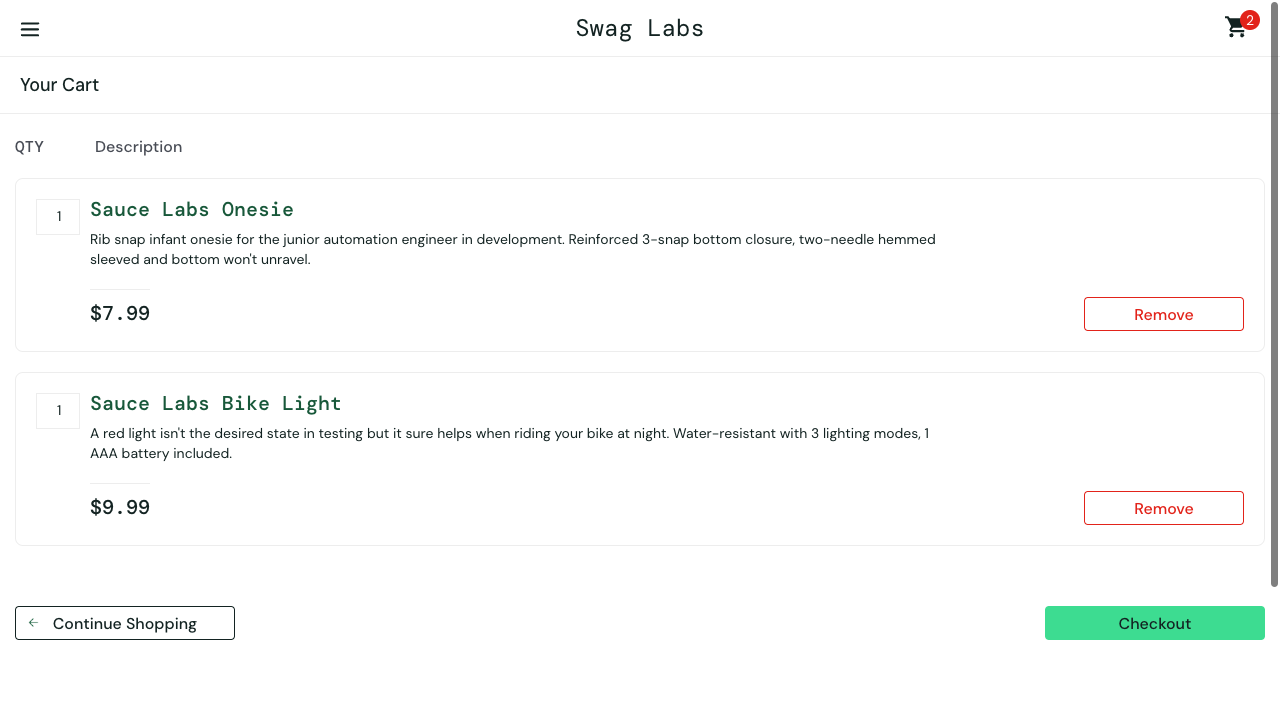 Swag Labs
2
Your Cart
QTY Description
1
Sauce Labs Onesie
Rib snap infant onesie for the junior automation engineer in development. Reinforced 3-snap bottom closure, two-needle hemmed
sleeved and bottom won't unravel.
$7.99
Remove
1
Sauce Labs Bike Light
A red light isn't the desired state in testing but it sure helps when riding your bike at night. Water-resistant with 3 lighting modes, 1
AAA battery included.
$9.99
Remove
Continue Shopping
Checkout